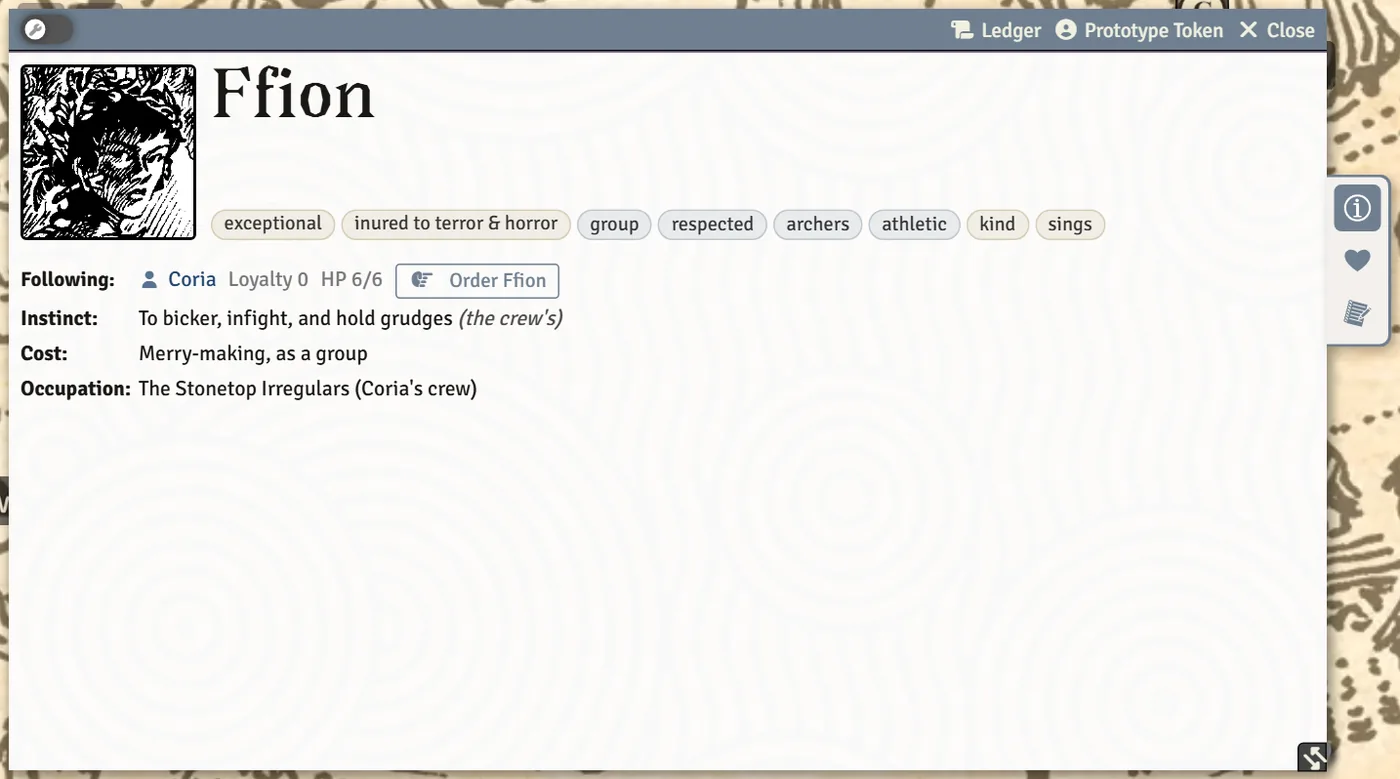 Ledger Prototype Token Close
Ffion
exceptional inured to terror & horror group respected archers athletic kind sings
Following: Coria Loyalty 0 HP 6/6 Order Ffion
Instinct: To bicker, infight, and hold grudges (the crew's)
Cost: Merry-making, as a group
Occupation: The Stonetop Irregulars (Coria's crew)